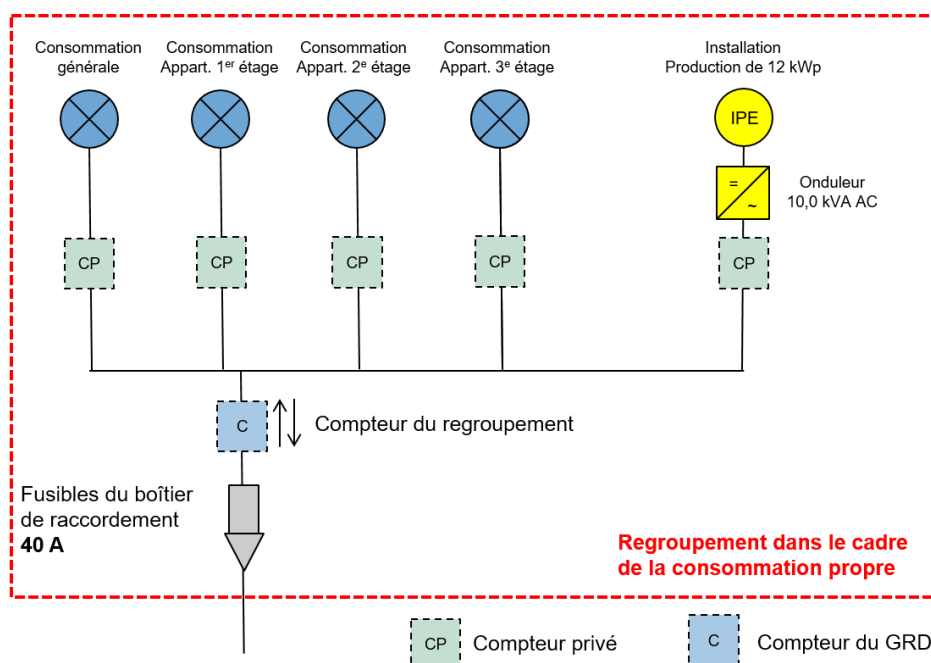 Consommation
générale
Consommation
Appart. 1er étage
Consommation
Appart. 2e étage
Consommation
Appart. 3e étage
Installation
Production de 12 kWp
IPE
=
~
Onduleur
10,0 kVA AC
CP
CP
CP
CP
CP
C
Compteur du regroupement
Fusibles du boîtier
de raccordement
40 A
Regroupement dans le cadre
de la consommation propre
CP
Compteur privé
C
Compteur du GRD